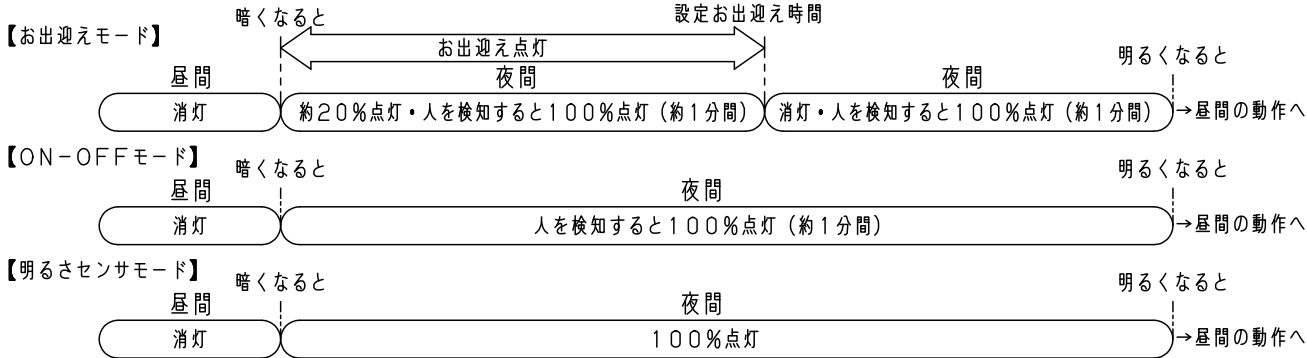 【お出迎えモード】
暗くなると
設定お出迎え時間
お出迎え点灯
明るくなると
昼間
夜間
夜間
消灯
約20%点灯・人を検知すると100%点灯（約1分間）
消灯・人を検知すると100%点灯（約1分間）
→昼間の動作へ
【ON-OFFモード】
暗くなると
明るくなると
昼間
夜間
消灯
人を検知すると100%点灯（約1分間）
→昼間の動作へ
【明るさセンサモード】
暗くなると
明るくなると
昼間
夜間
消灯
100%点灯
→昼間の動作へ